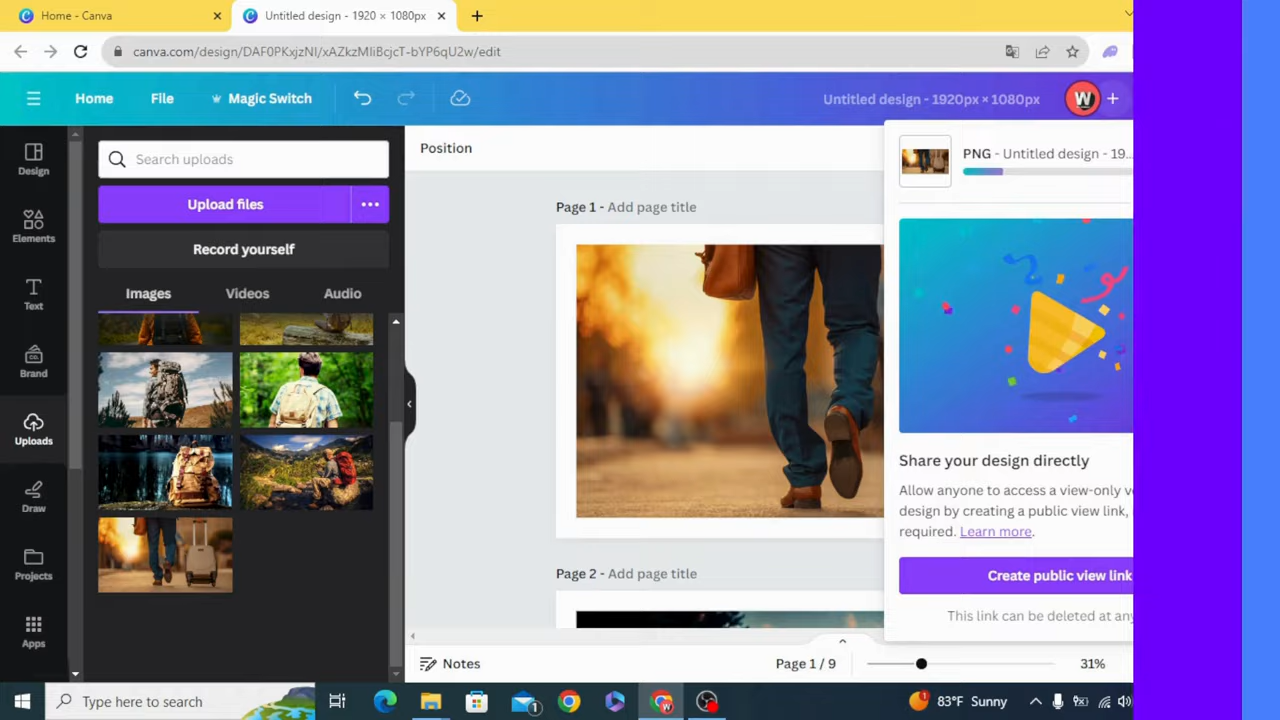 Home - Canva
Untitled design - 1920 × 1080px
canva.com/design/DAF0PKxjzNI/xAZkzMIiBcjcT-bYP6qU2w/edit
Home
File
Magic Switch
Untitled design - 1920px × 1080px
W
Design
Elements
Text
CO.
Brand
Uploads
Draw
Projects
Apps
Search uploads
Upload files
Record yourself
Images
Videos
Audio
Position
Page 1 - Add page title
Page 2 - Add page title
PNG - Untitled design - 19...
Share your design directly
Allow anyone to access a view-only v
design by creating a public view link,
required. Learn more.
Create public view link
This link can be deleted at any
Notes
Page 1 / 9
31%
Type here to search
1
W
1
83°F Sunny